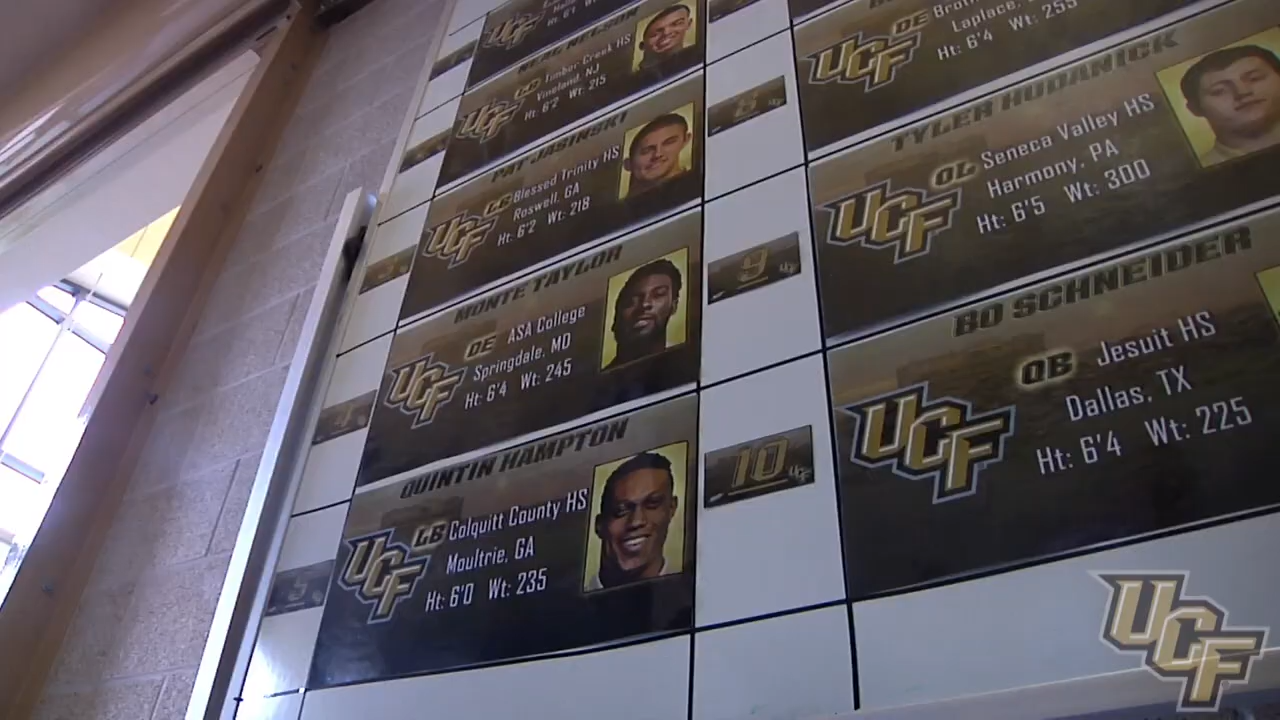 Timber Creek HS
Vineland, NJ
Ht: 6'2 Wt: 215
UCF
PAT JASINSKI
LB Blessed Trinity HS
Roswell, GA
Ht: 6'2 Wt: 218
UCF
MONTE TAYLOR
DE ASA College
Springdale, MD
Ht: 6'4 Wt: 245
UCF
QUINTIN HAMPTON
LB Colquitt County HS
Moultrie, GA
Ht: 6'0 Wt: 235
UCF
4
5
8
9
10
DE
Laplace,
Ht: 6'4 Wt: 255
UCF
TYLER HUDANICK
OL Seneca Valley HS
Harmony, PA
Ht: 6'5 Wt: 300
UCF
BO SCHNEIDER
QB Jesuit HS
Dallas, TX
Ht: 6'4 Wt: 225
UCF
UCF